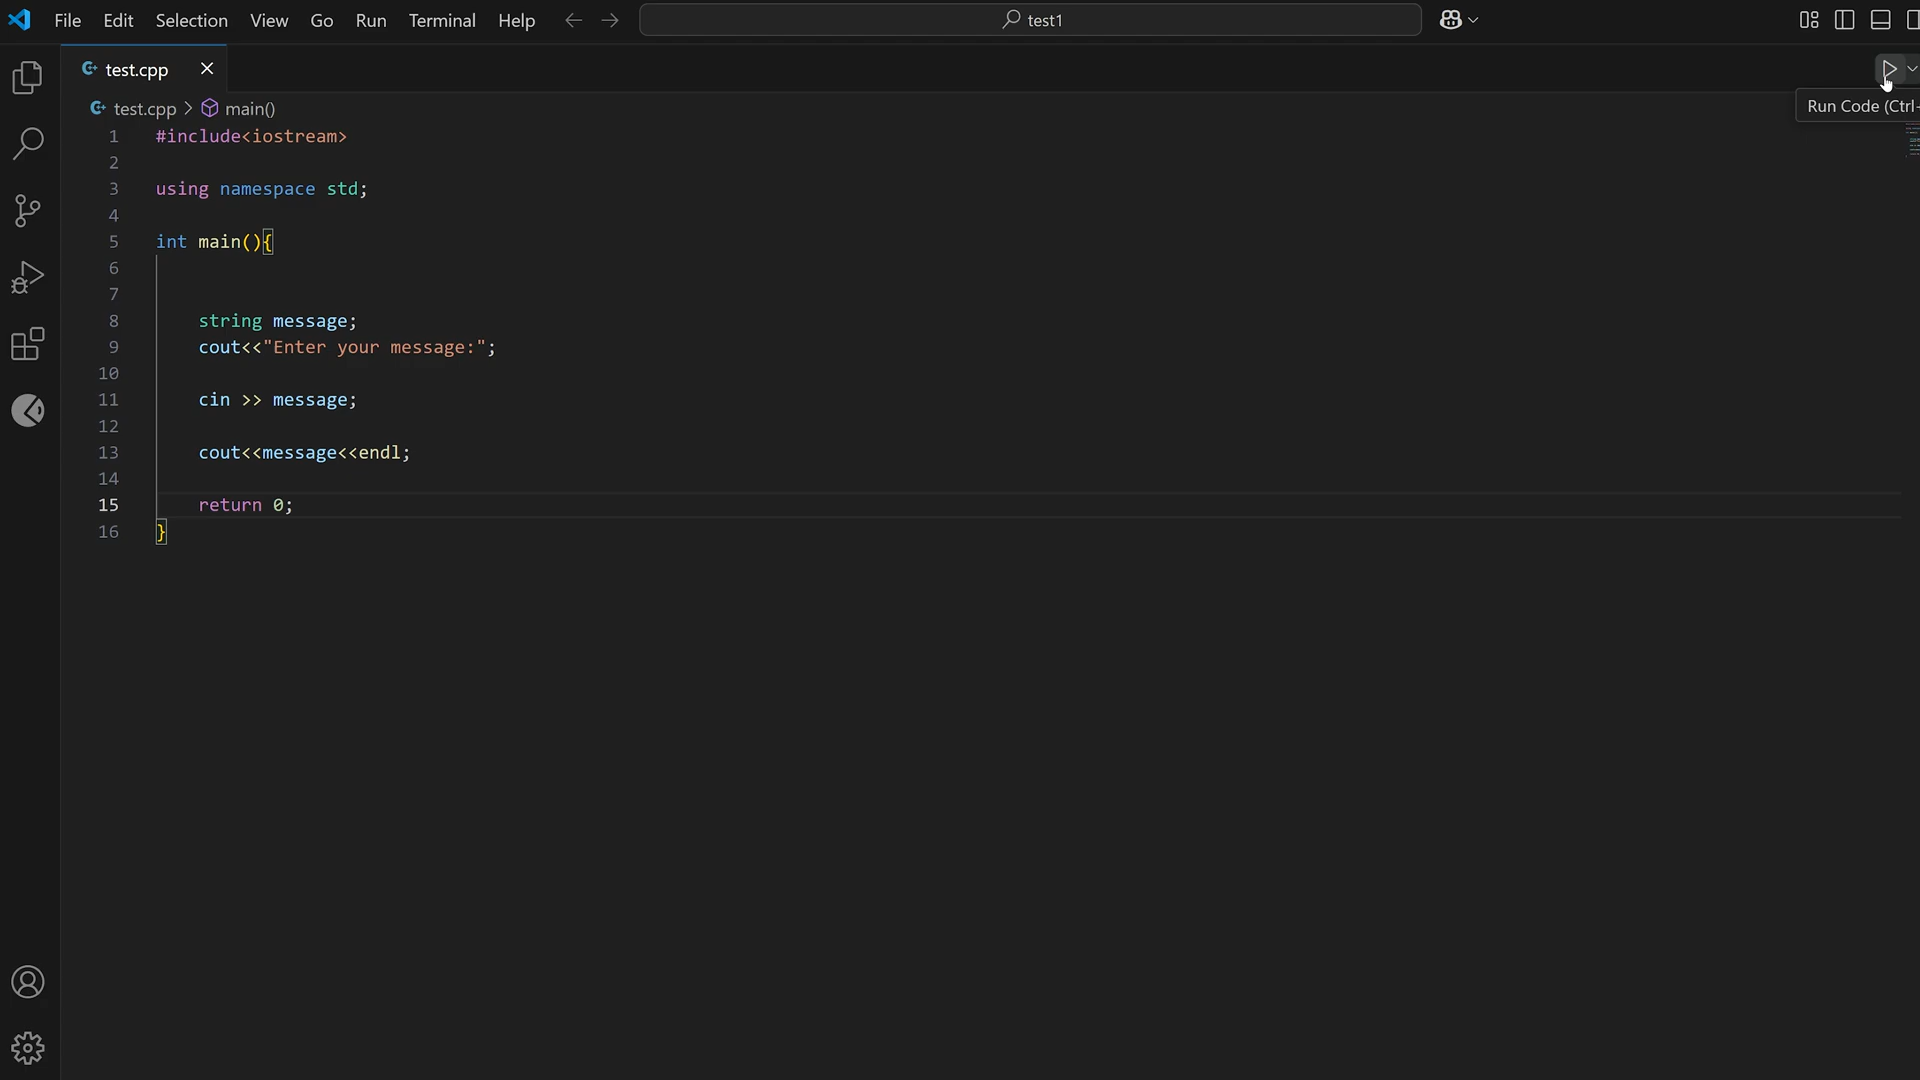 File Edit Selection View Go Run Terminal Help test1
test.cpp
Run Code (Ctrl-
test.cpp > main()
1 #include<iostream>
2
3 using namespace std;
4
5 int main(){
6
7
8 string message;
9 cout<<"Enter your message:";
10
11 cin >> message;
12
13 cout<<message<<endl;
14
15 return 0;
16 }